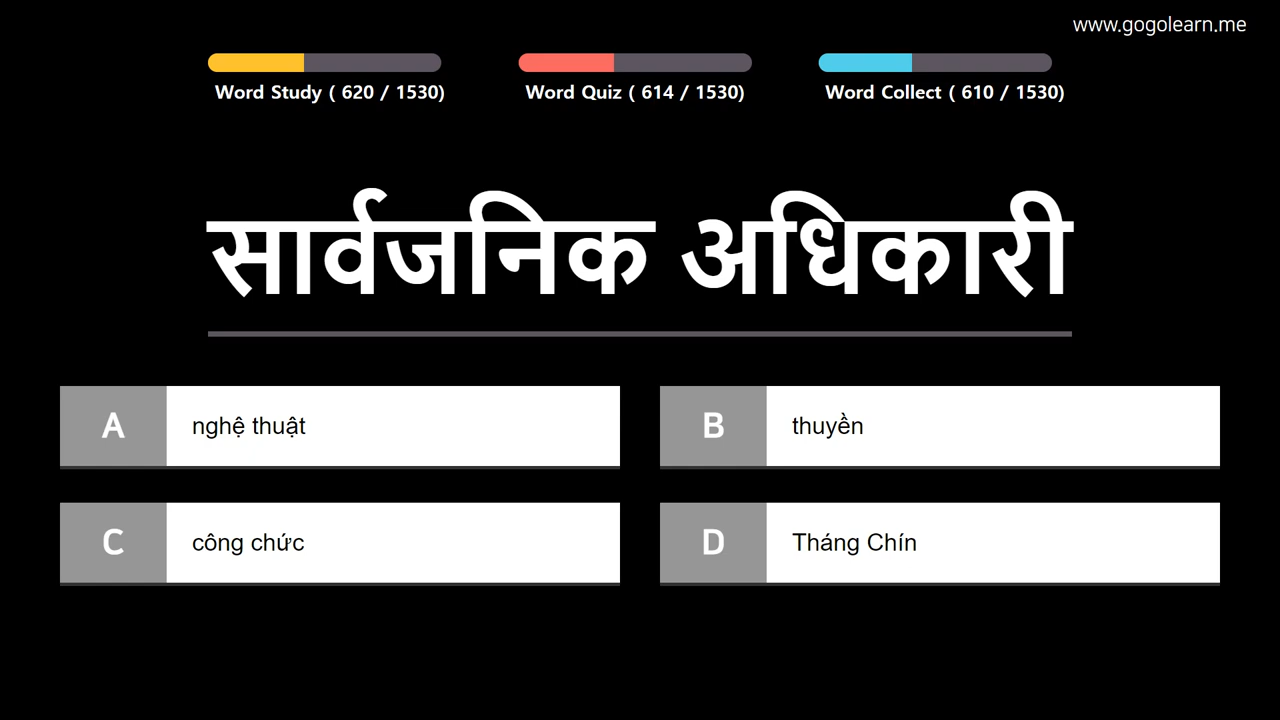 www.gogolearn.me
Word Study ( 620 / 1530)
Word Quiz ( 614 / 1530)
Word Collect ( 610 / 1530)
सार्वजनिक अधिकारी
A nghệ thuật
B thuyền
C công chức
D Tháng Chín